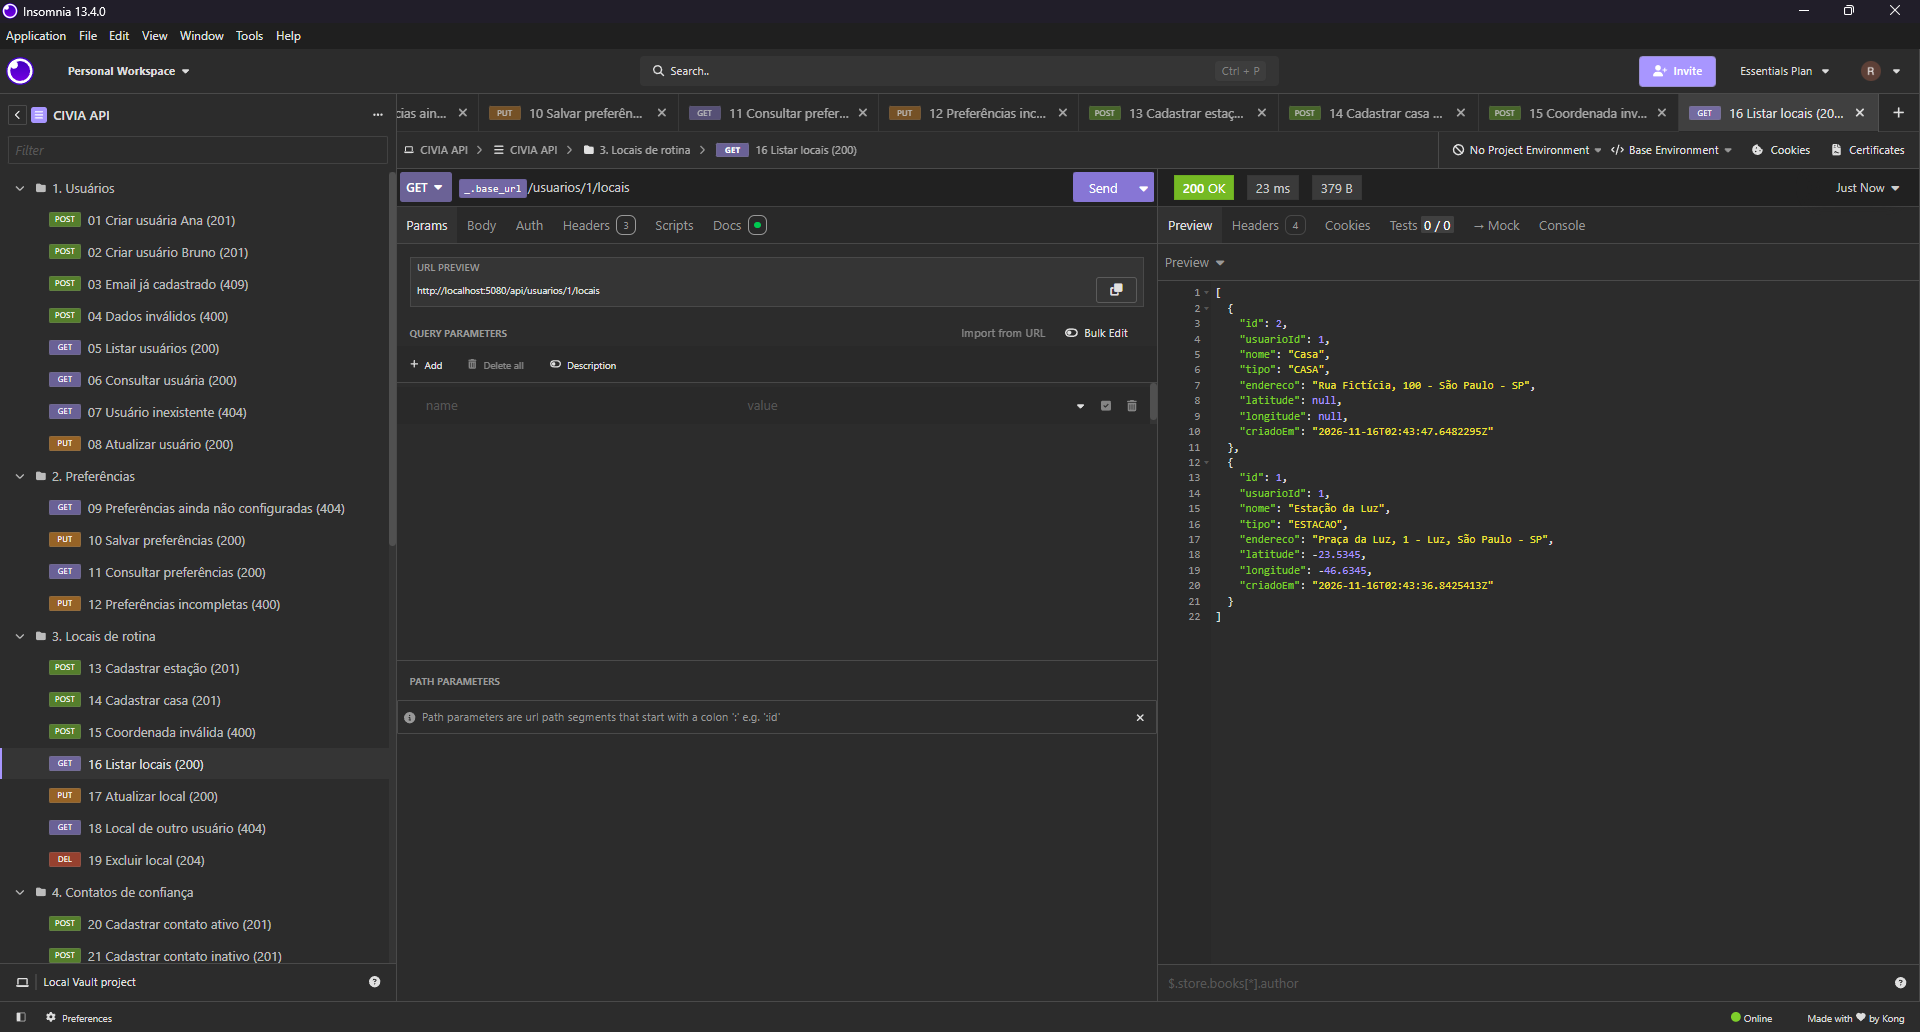 Insomnia 13.4.0
Application File Edit View Window Tools Help
Personal Workspace
Search..
Ctrl + P
Invite
Essentials Plan
R
CIVIA API
cias ain...
PUT 10 Salvar preferên...
GET 11 Consultar prefer...
PUT 12 Preferências inc...
POST 13 Cadastrar estaç...
POST 14 Cadastrar casa ...
POST 15 Coordenada inv...
GET 16 Listar locais (20...
Filter
CIVIA API
CIVIA API
3. Locais de rotina
GET 16 Listar locais (200)
No Project Environment
Base Environment
Cookies
Certificates
1. Usuários
POST 01 Criar usuária Ana (201)
POST 02 Criar usuário Bruno (201)
POST 03 Email já cadastrado (409)
POST 04 Dados inválidos (400)
GET 05 Listar usuários (200)
GET 06 Consultar usuária (200)
GET 07 Usuário inexistente (404)
PUT 08 Atualizar usuário (200)
2. Preferências
GET 09 Preferências ainda não configuradas (404)
PUT 10 Salvar preferências (200)
GET 11 Consultar preferências (200)
PUT 12 Preferências incompletas (400)
3. Locais de rotina
POST 13 Cadastrar estação (201)
POST 14 Cadastrar casa (201)
POST 15 Coordenada inválida (400)
GET 16 Listar locais (200)
PUT 17 Atualizar local (200)
GET 18 Local de outro usuário (404)
DEL 19 Excluir local (204)
4. Contatos de confiança
POST 20 Cadastrar contato ativo (201)
POST 21 Cadastrar contato inativo (201)
Local Vault project
Preferences
GET _.base_url /usuarios/1/locais
Send
Params Body Auth Headers 3 Scripts Docs
URL PREVIEW
http://localhost:5080/api/usuarios/1/locais
QUERY PARAMETERS
Import from URL
Bulk Edit
Add
Delete all
Description
name
value
PATH PARAMETERS
Path parameters are url path segments that start with a colon ':' e.g. ':id'
200 OK
23 ms
379 B
Just Now
Preview Headers 4 Cookies Tests 0 / 0 → Mock Console
Preview
1 [
2 {
3 "id": 2,
4 "usuarioId": 1,
5 "nome": "Casa",
6 "tipo": "CASA",
7 "endereco": "Rua Fictícia, 100 - São Paulo - SP",
8 "latitude": null,
9 "longitude": null,
10 "criadoEm": "2026-11-16T02:43:47.6482295Z"
11 },
12 {
13 "id": 1,
14 "usuarioId": 1,
15 "nome": "Estação da Luz",
16 "tipo": "ESTACAO",
17 "endereco": "Praça da Luz, 1 - Luz, São Paulo - SP",
18 "latitude": -23.5345,
19 "longitude": -46.6345,
20 "criadoEm": "2026-11-16T02:43:36.8425413Z"
21 }
22 ]
$.store.books[*].author
Online
Made with ♥ by Kong